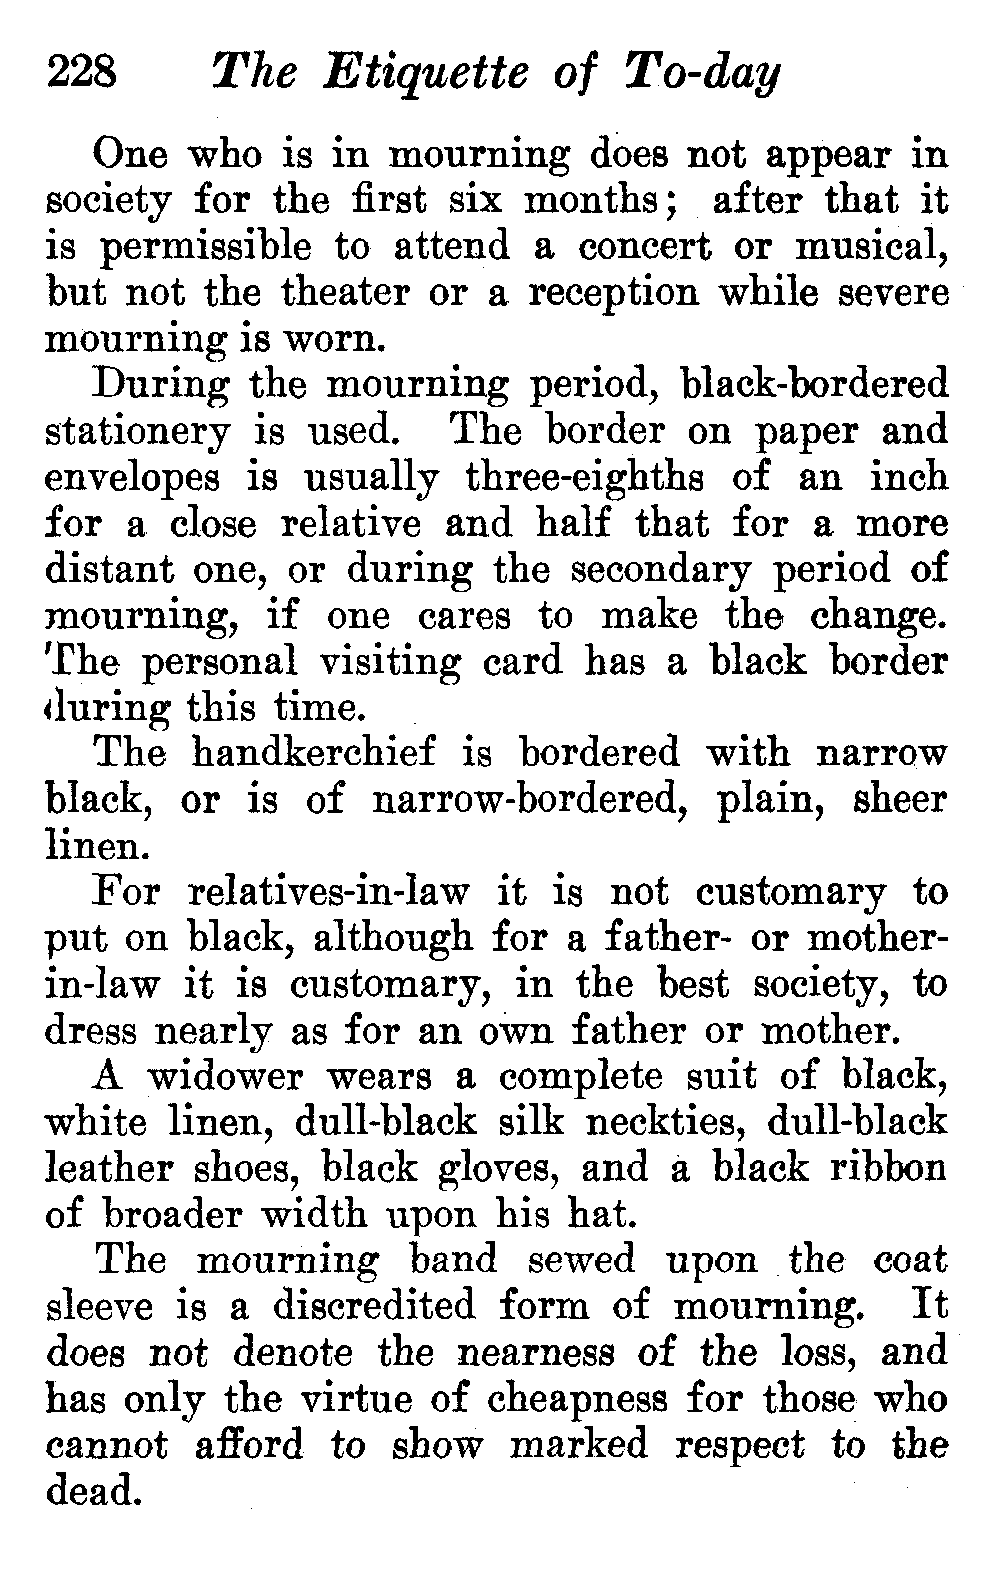 228 The Etiquette of To-day
One who is in mourning does not appear in
society for the first six months; after that it
is permissible to attend a concert or musical,
but not the theater or a reception while severe
mourning is worn.
During the mourning period, black-bordered
stationery is used. The border on paper and
envelopes is usually three-eighths of an inch
for a close relative and half that for a more
distant one, or during the secondary period of
mourning, if one cares to make the change.
The personal visiting card has a black border
during this time.
The handkerchief is bordered with narrow
black, or is of narrow-bordered, plain, sheer
linen.
For relatives-in-law it is not customary to
put on black, although for a father- or mother-
in-law it is customary, in the best society, to
dress nearly as for an own father or mother.
A widower wears a complete suit of black,
white linen, dull-black silk neckties, dull-black
leather shoes, black gloves, and a black ribbon
of broader width upon his hat.
The mourning band sewed upon the coat
sleeve is a discredited form of mourning. It
does not denote the nearness of the loss, and
has only the virtue of cheapness for those who
cannot afford to show marked respect to the
dead.